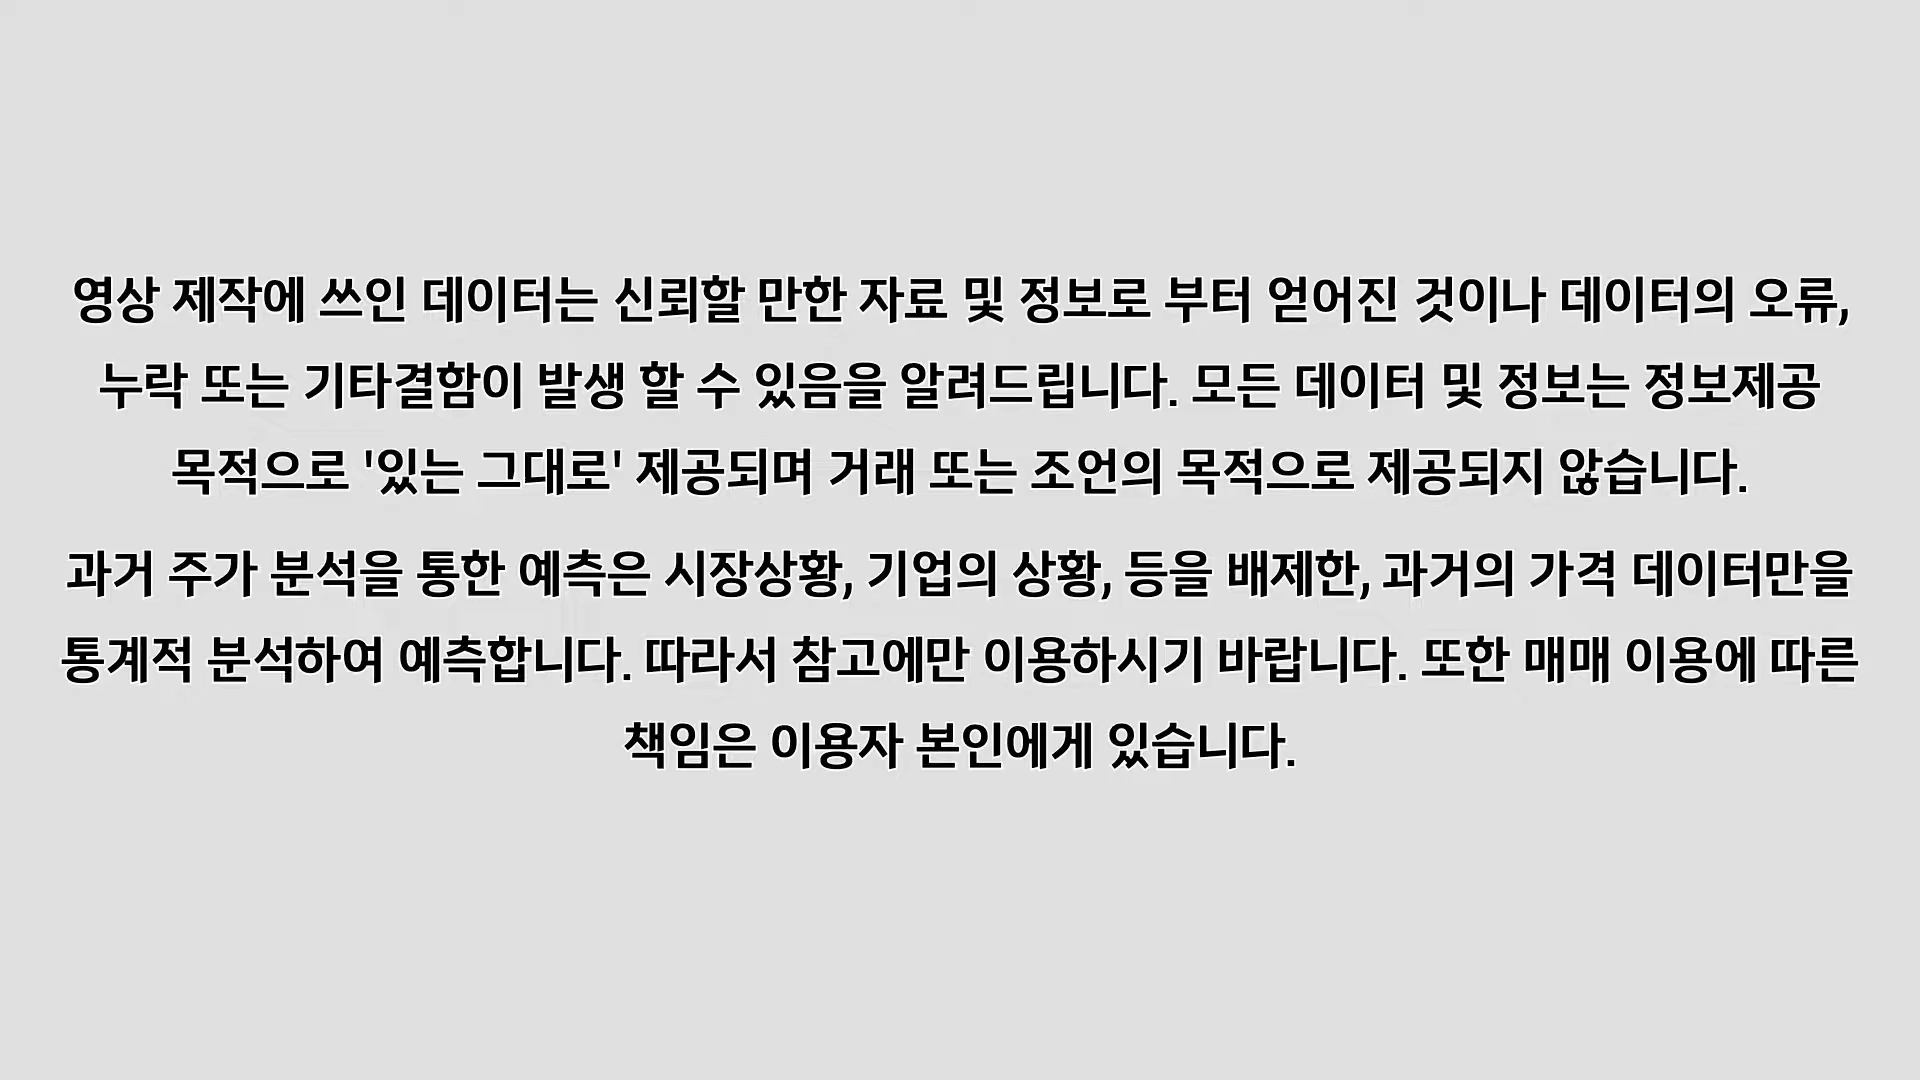 영상 제작에 쓰인 데이터는 신뢰할 만한 자료 및 정보로 부터 얻어진 것이나 데이터의 오류,
누락 또는 기타결함이 발생 할 수 있음을 알려드립니다. 모든 데이터 및 정보는 정보제공
목적으로 '있는 그대로' 제공되며 거래 또는 조언의 목적으로 제공되지 않습니다.
과거 주가 분석을 통한 예측은 시장상황, 기업의 상황, 등을 배제한, 과거의 가격 데이터만을
통계적 분석하여 예측합니다. 따라서 참고에만 이용하시기 바랍니다. 또한 매매 이용에 따른
책임은 이용자 본인에게 있습니다.